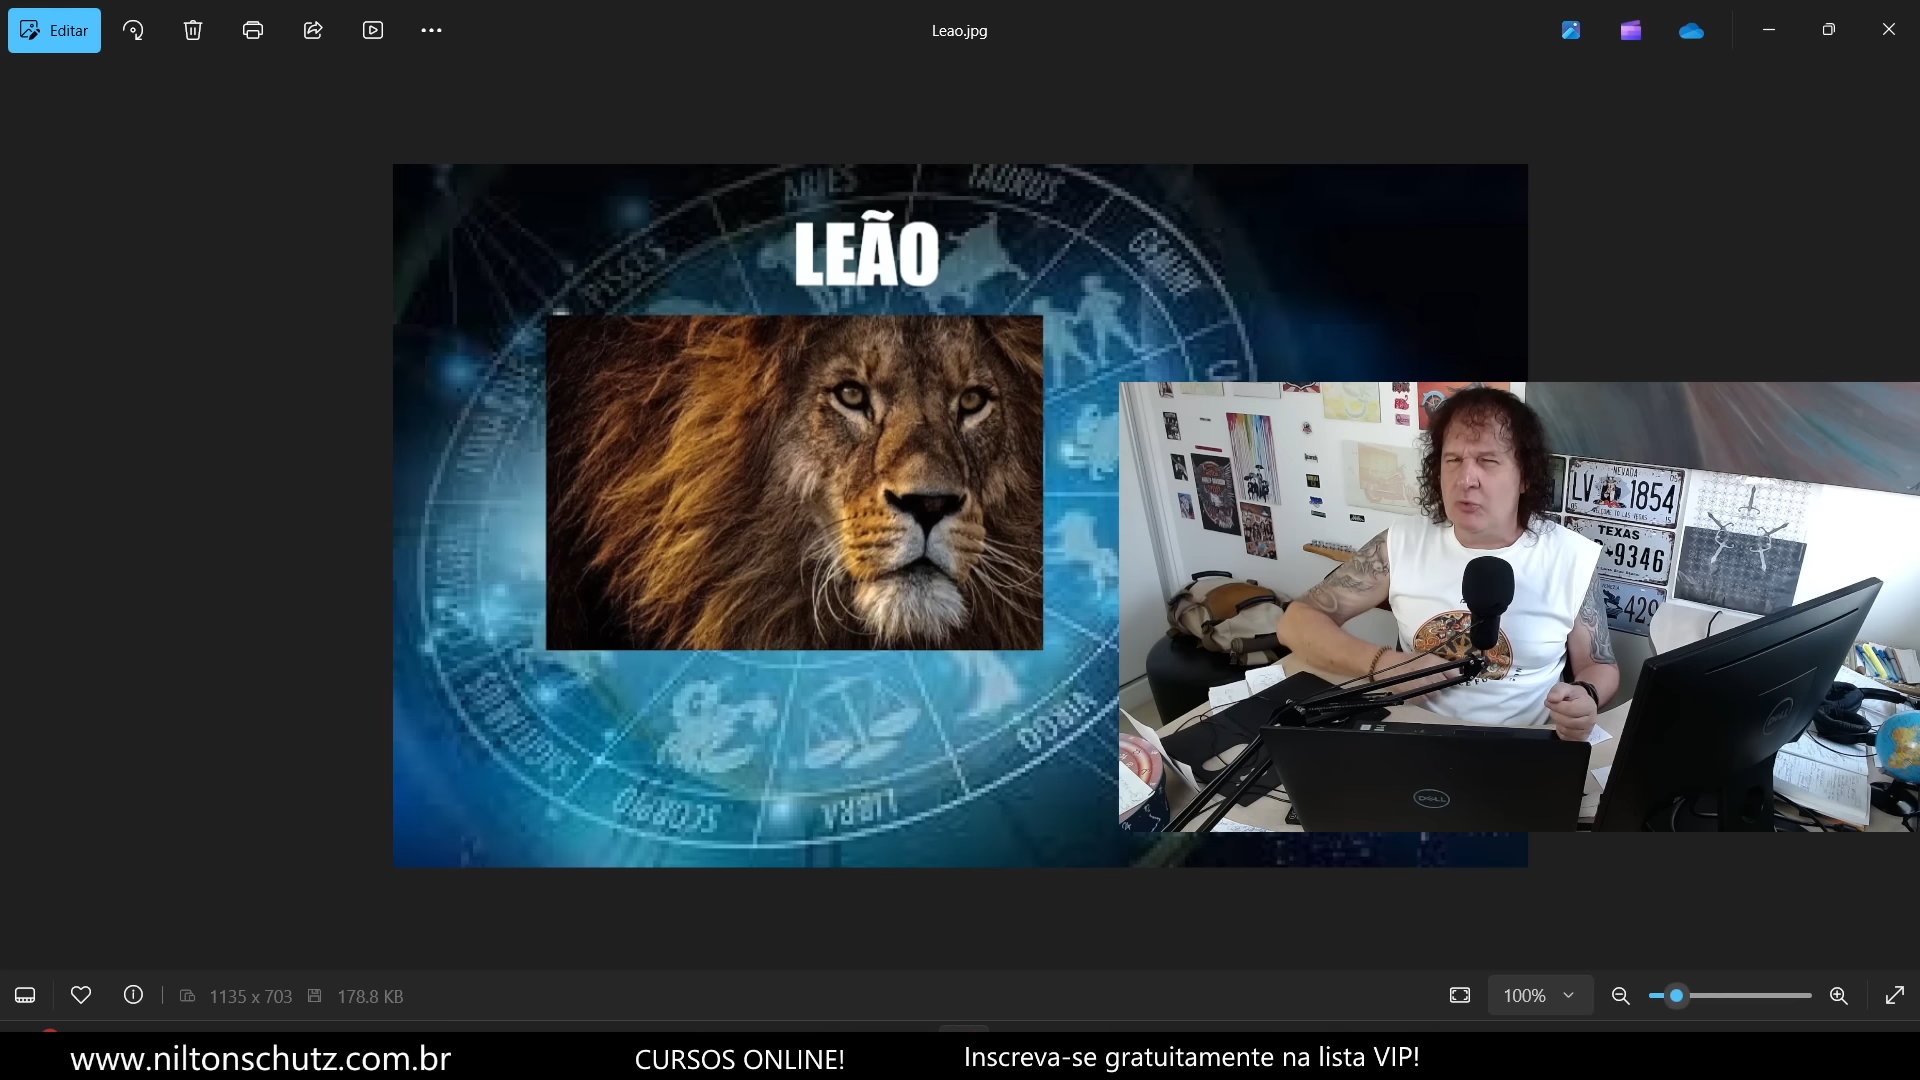 Editar
Leao.jpg
ARIES
TAURUS
LEÃO
PISCES
GEMINI
NEVADA
LV 1854
TEXAS
9346
429
VIRGO
SCORPIO
LIBRA
DELL
1135 x 703
178.8 KB
100%
www.niltonschutz.com.br
CURSOS ONLINE!
Inscreva-se gratuitamente na lista VIP!